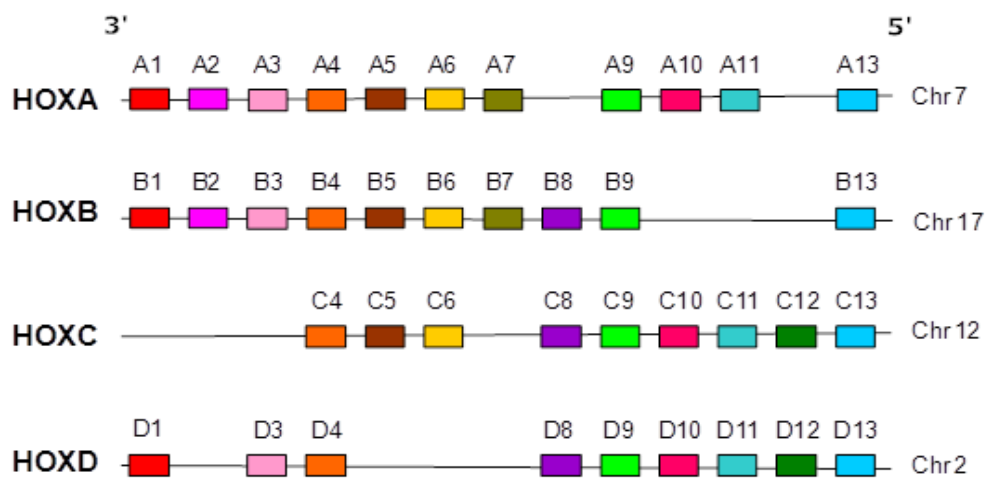 3' 5'
A1 A2 A3 A4 A5 A6 A7 A9 A10 A11 A13
HOXA Chr 7
B1 B2 B3 B4 B5 B6 B7 B8 B9 B13
HOXB Chr 17
C4 C5 C6 C8 C9 C10 C11 C12 C13
HOXC Chr 12
D1 D3 D4 D8 D9 D10 D11 D12 D13
HOXD Chr 2